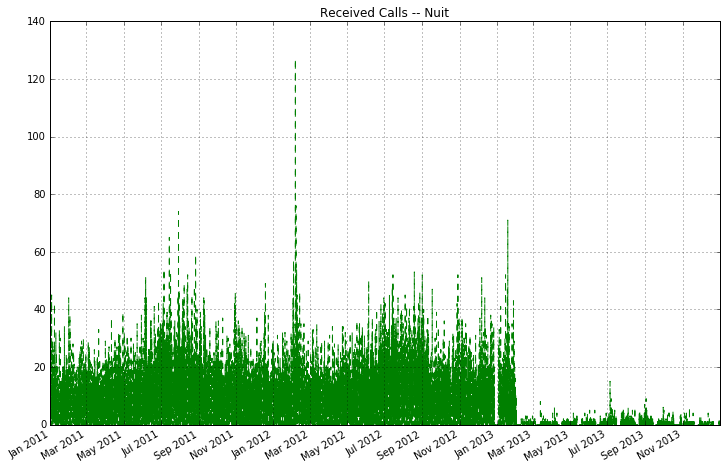 Received Calls -- Nuit
140
120
100
80
60
40
20
0
Jan 2011
Mar 2011
May 2011
Jul 2011
Sep 2011
Nov 2011
Jan 2012
Mar 2012
May 2012
Jul 2012
Sep 2012
Nov 2012
Jan 2013
Mar 2013
May 2013
Jul 2013
Sep 2013
Nov 2013